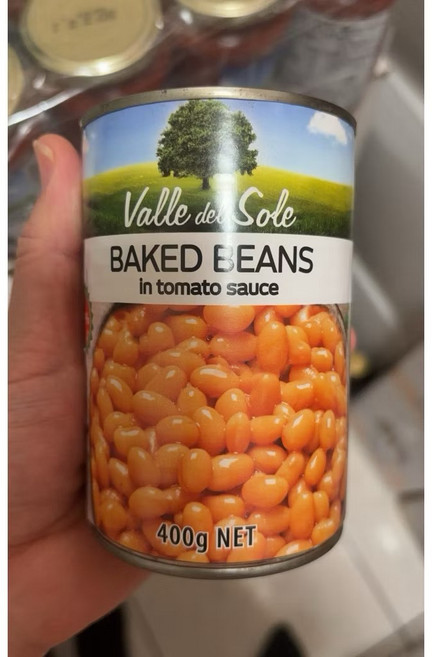 Valle del Sole
BAKED BEANS
in tomato sauce
400g NET